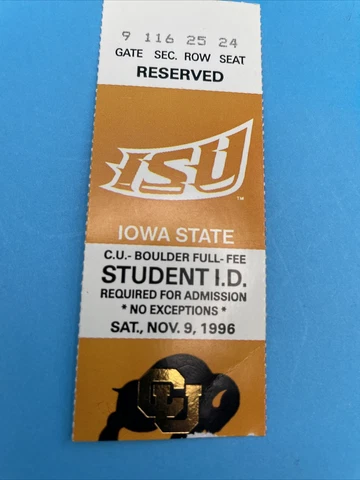 9 116 25 24
GATE SEC. ROW SEAT
RESERVED
ISU
TM
IOWA STATE
C.U.- BOULDER FULL- FEE
STUDENT I.D.
REQUIRED FOR ADMISSION
* NO EXCEPTIONS *
SAT., NOV. 9, 1996
CU